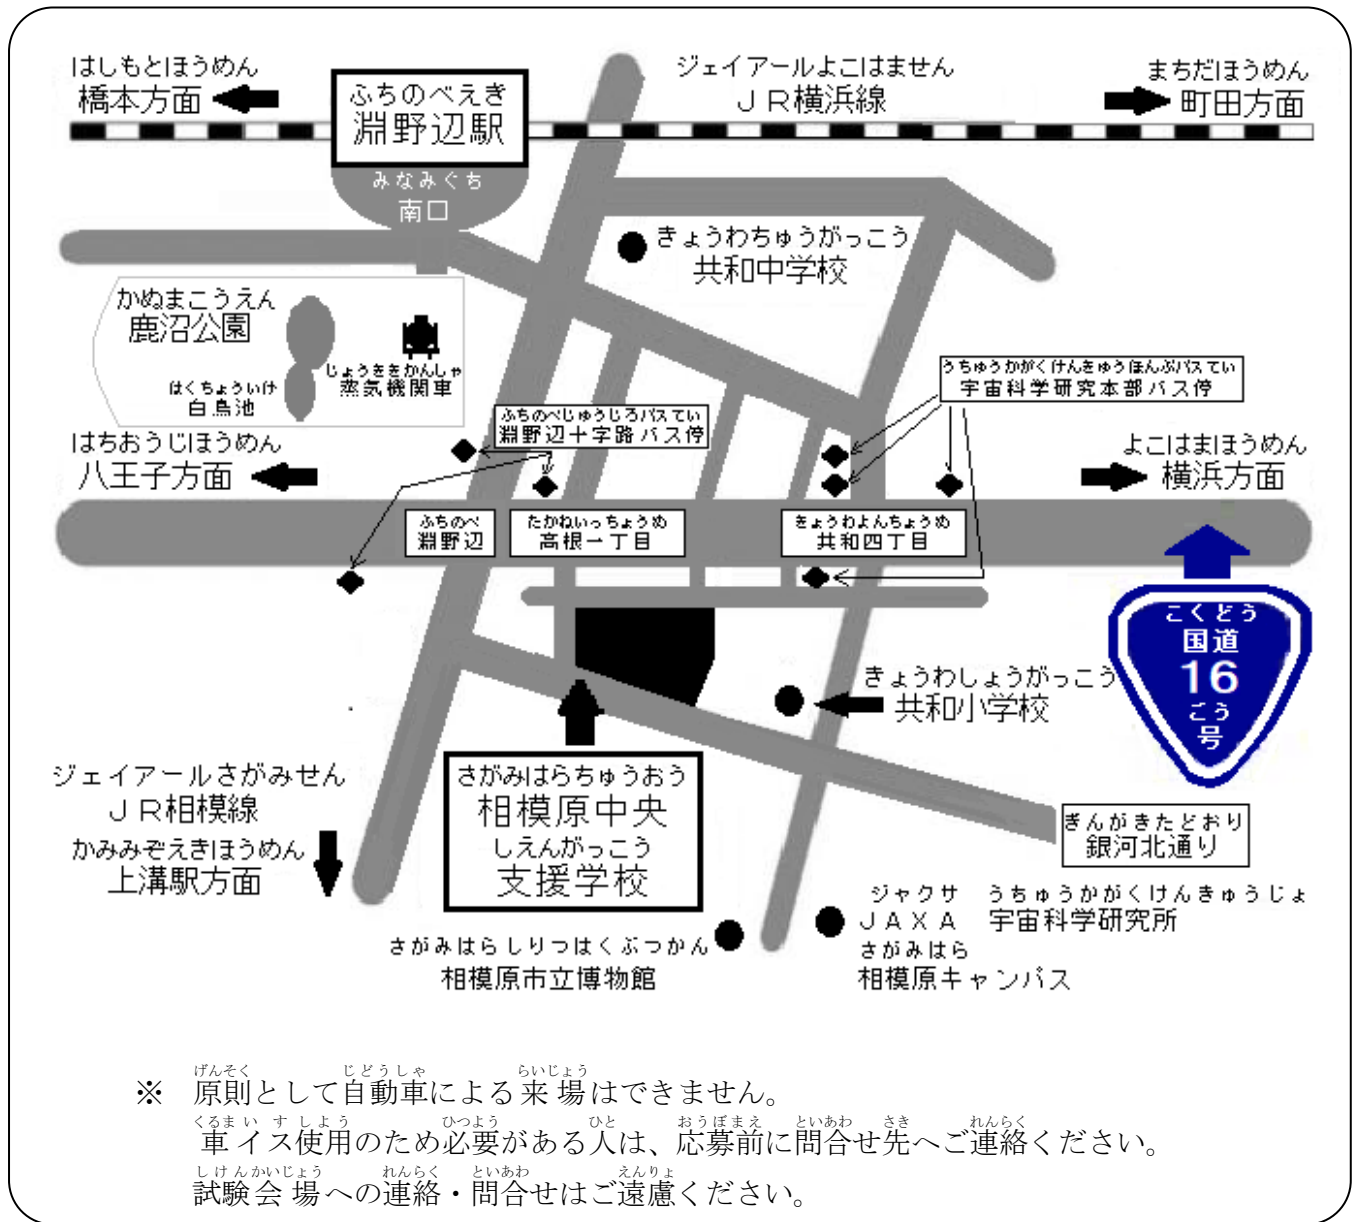 はしもとほうめん
橋本方面
ふちのべえき
淵野辺駅
みなみぐち
南口
ジェイアールよこはません
ＪＲ横浜線
まちだほうめん
町田方面
きょうわちゅうがっこう
共和中学校
かぬまこうえん
鹿沼公園
じょうききかんしゃ
蒸気機関車
はくちょういけ
白鳥池
うちゅうかがくけんきゅうほんぶバスてい
宇宙科学研究本部バス停
ふちのべじゅうじろバスてい
淵野辺十字路バス停
はちおうじほうめん
八王子方面
よこはまほうめん
横浜方面
ふちのべ
淵野辺
たかねいっちょうめ
高根一丁目
きょうわよんちょうめ
共和四丁目
こくどう
国道
16
ごう
号
きょうわしょうがっこう
共和小学校
ジェイアールさがみせん
ＪＲ相模線
かみみぞえきほうめん
上溝駅方面
さがみはらちゅうおう
相模原中央
しえんがっこう
支援学校
ぎんがきたどおり
銀河北通り
さがみはらしりつはくぶつかん
相模原市立博物館
ジャクサ　うちゅうかがくけんきゅうじょ
ＪＡＸＡ　宇宙科学研究所
さがみはら
相模原キャンパス
げんそく　じどうしゃ　らいじょう
※　原則として自動車による来場はできません。
くるまいすしよう　ひつよう　ひと　おうぼまえ　といあわ　さき　れんらく
車イス使用のため必要がある人は、応募前に問合せ先へご連絡ください。
しけんかいじょう　れんらく　といあわ　えんりょ
試験会場への連絡・問合せはご遠慮ください。